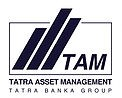 TAM
TATRA ASSET MANAGEMENT
TATRA BANKA GROUP